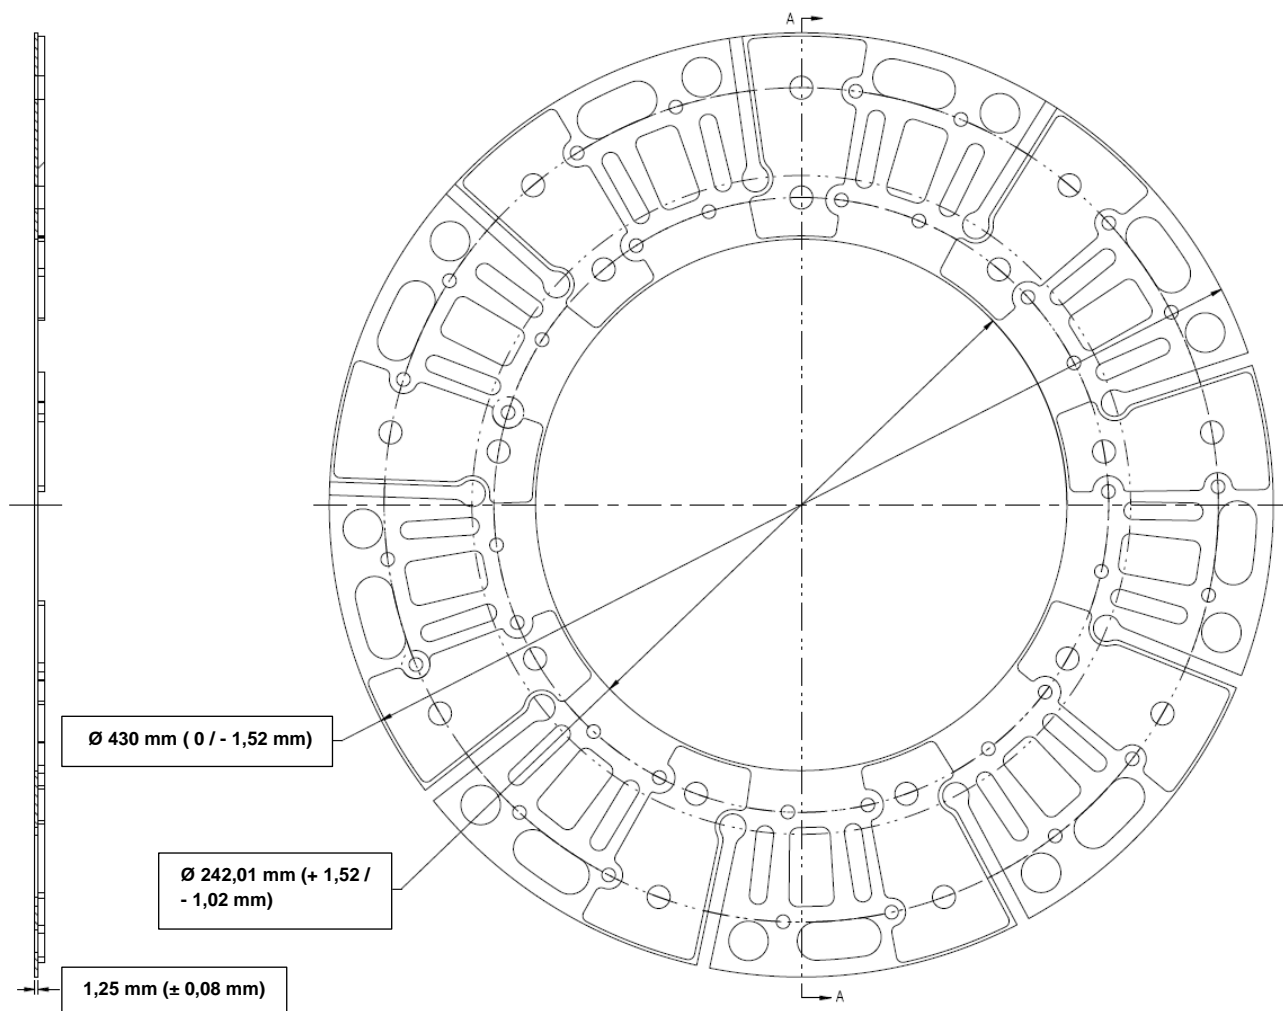 A
Ø 430 mm ( 0 / - 1,52 mm)
Ø 242,01 mm (+ 1,52 /
- 1,02 mm)
1,25 mm (± 0,08 mm)
A